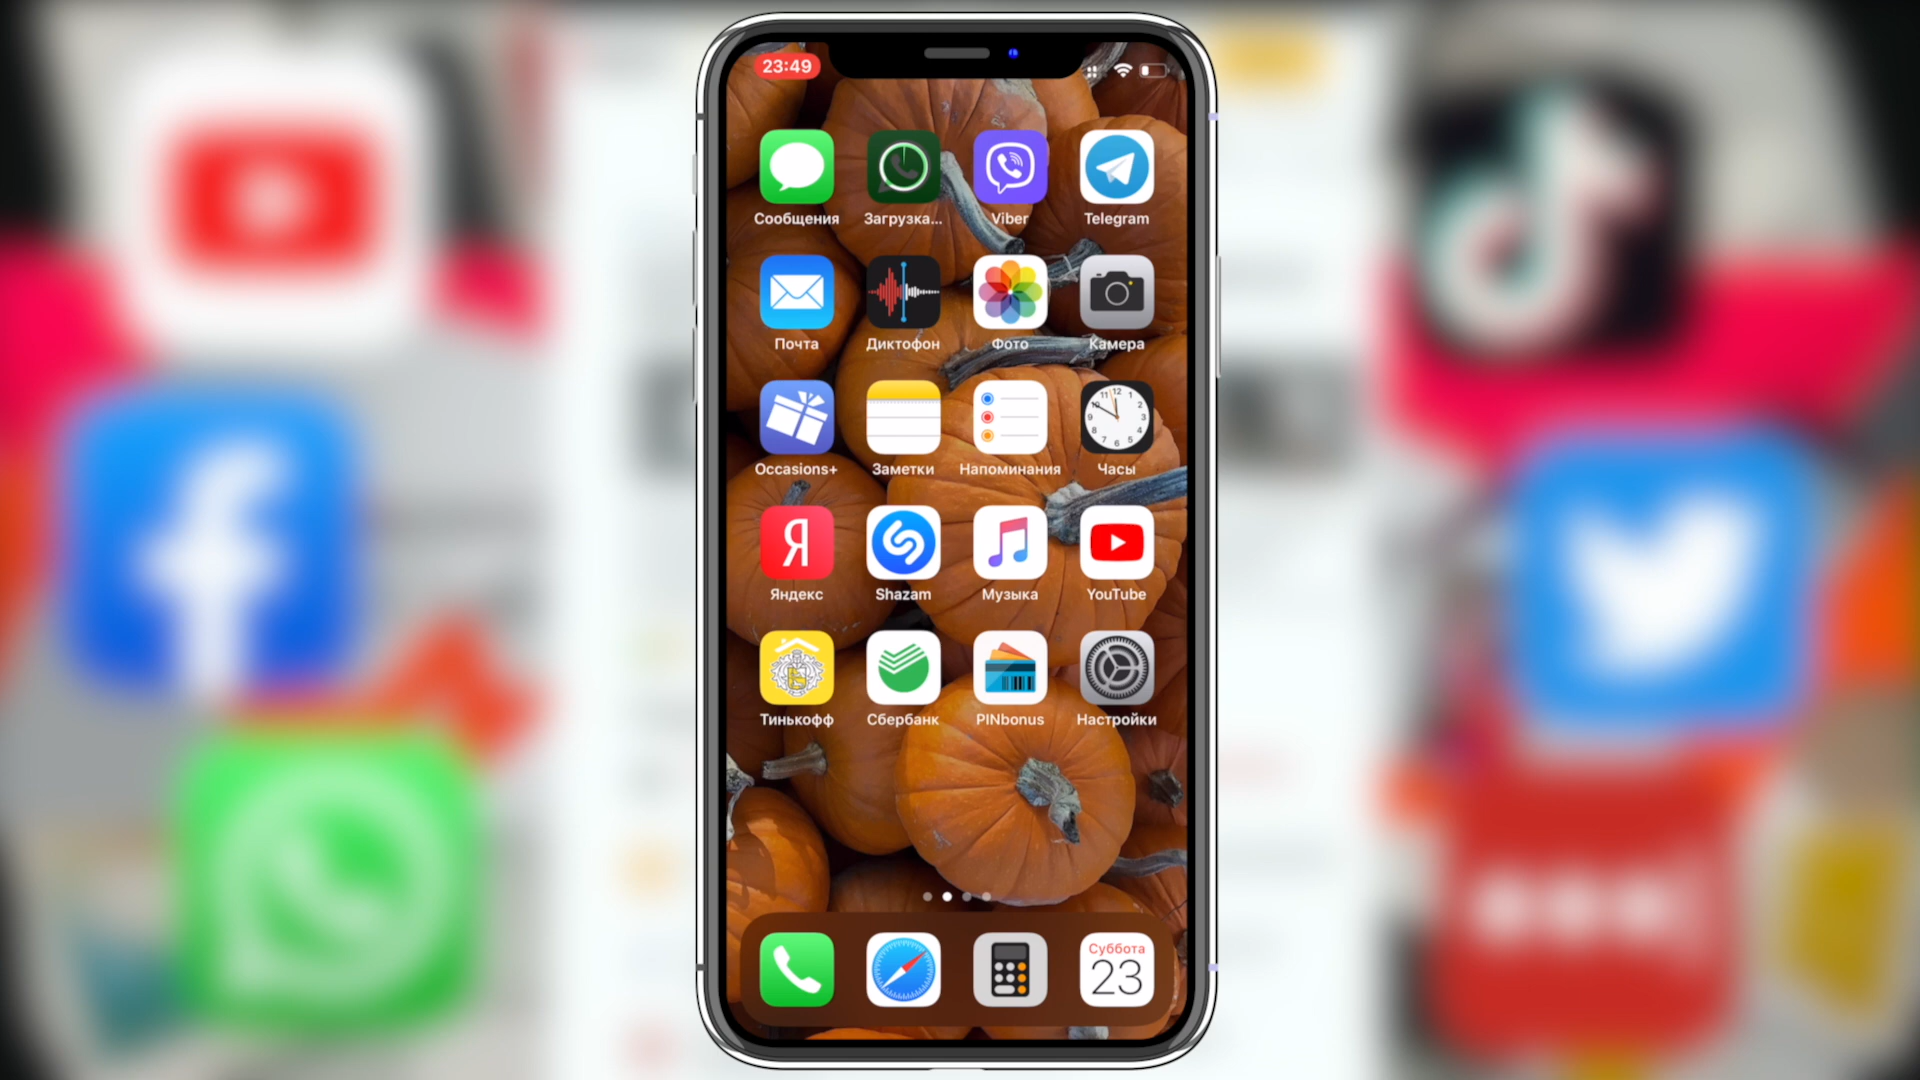 23:49
Сообщения Загрузка... Viber Telegram
Почта Диктофон Фото Камера
Occasions+ Заметки Напоминания Часы
Я
Яндекс Shazam Музыка YouTube
Тинькофф Сбербанк PINbonus Настройки
Суббота
23